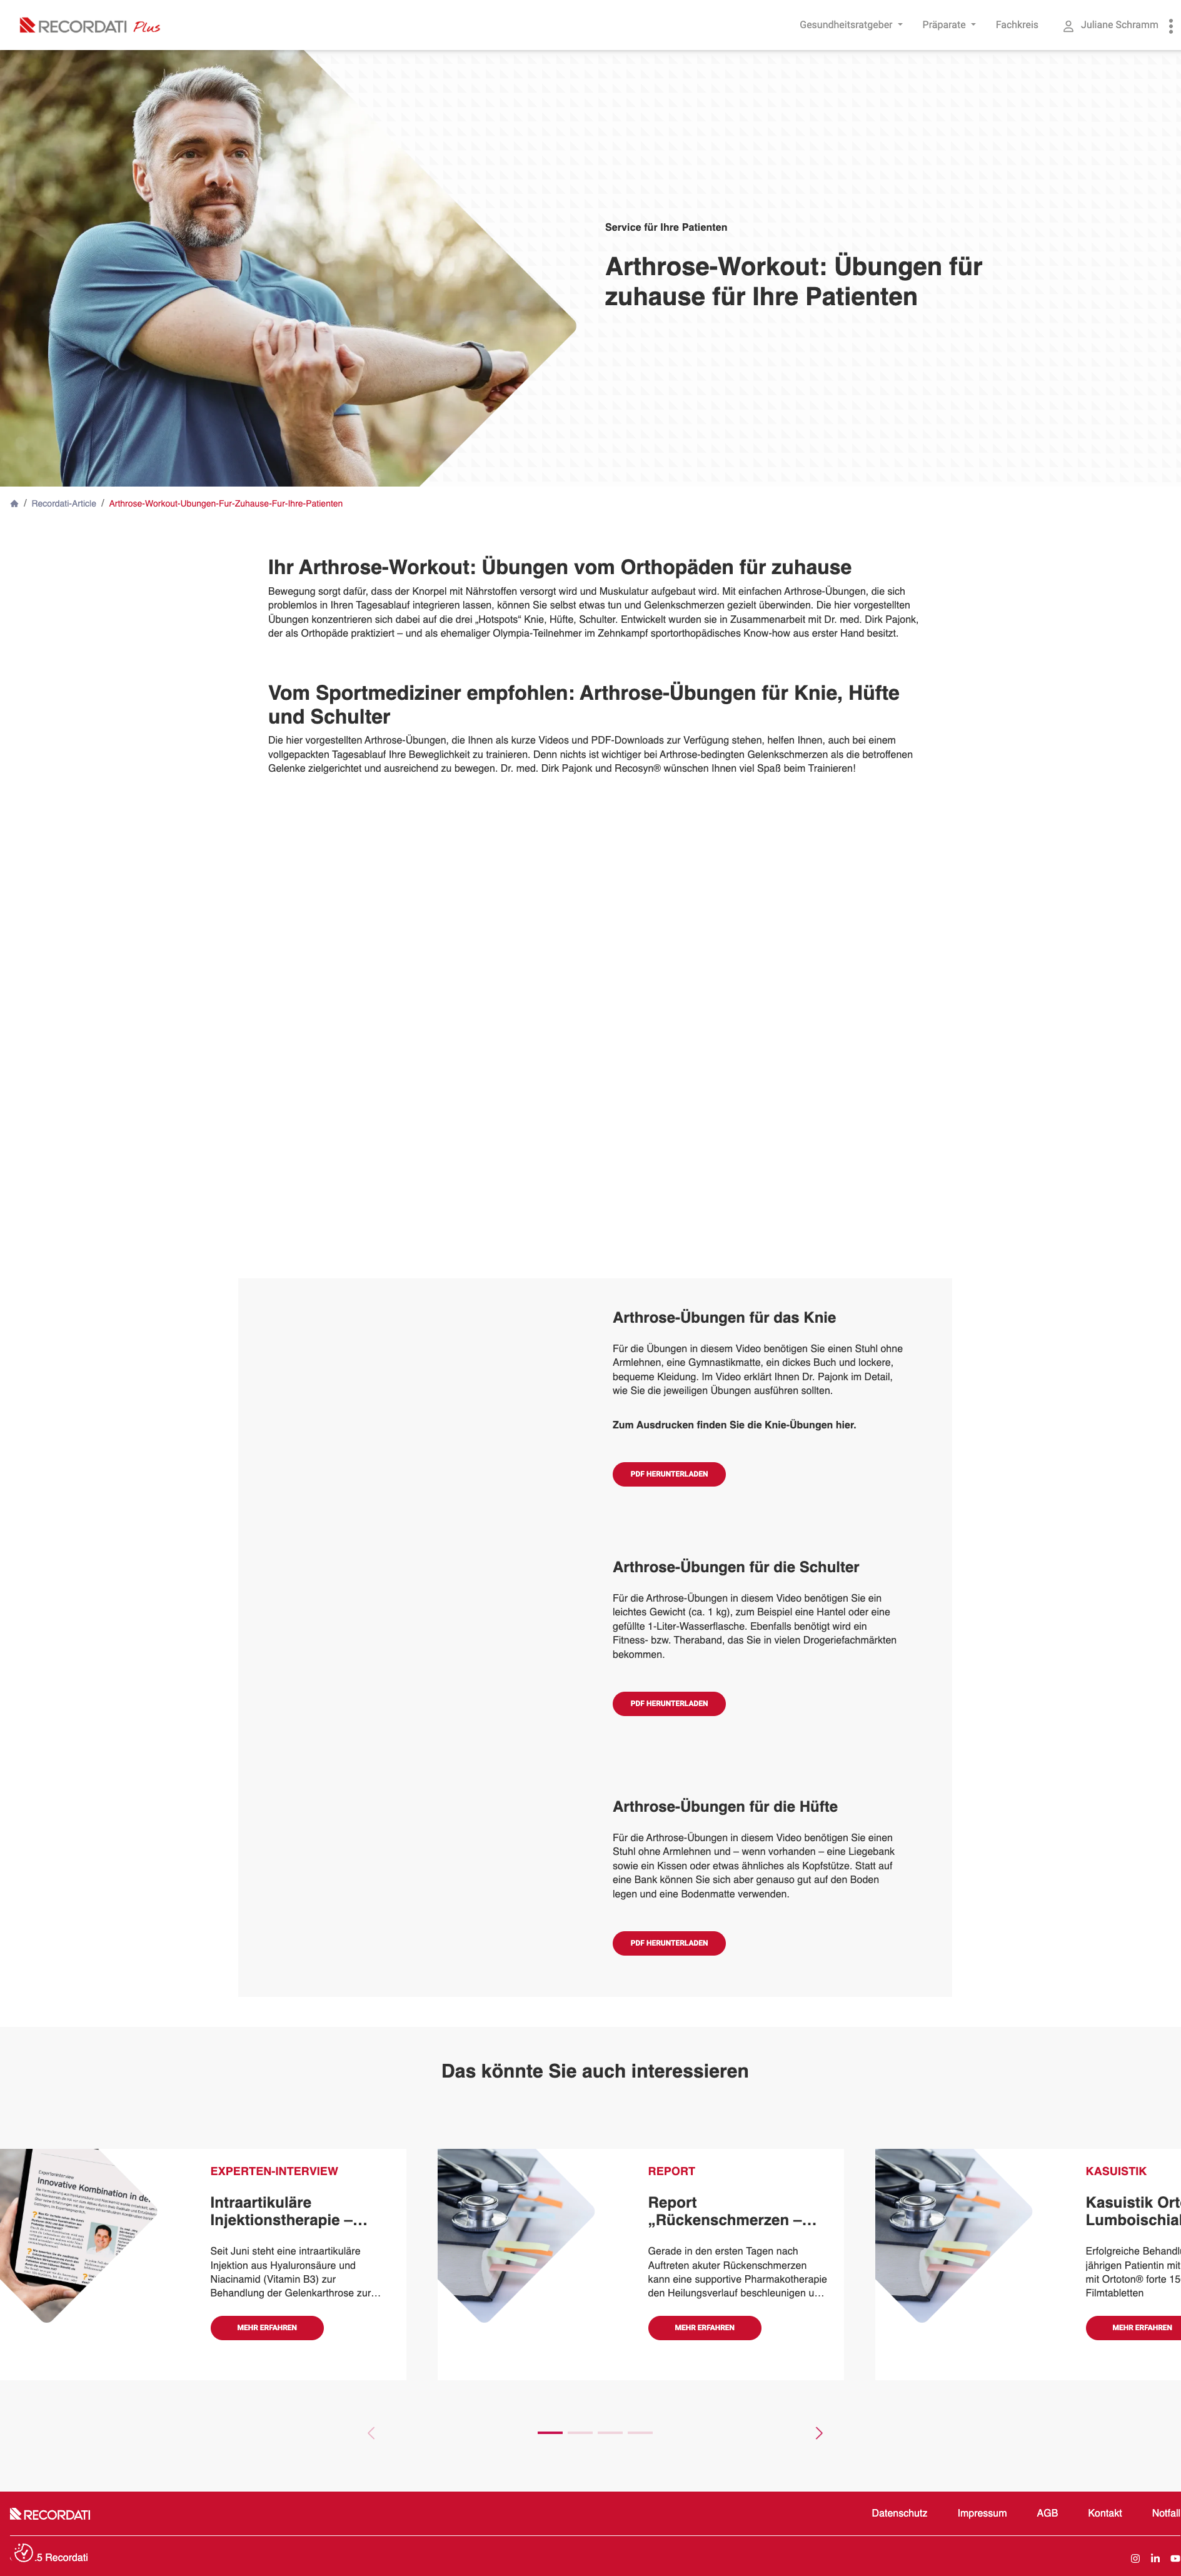 RECORDATI Plus
Gesundheitsratgeber
Präparate
Fachkreis
Juliane Schramm
Service für Ihre Patienten
Arthrose-Workout: Übungen für
zuhause für Ihre Patienten
/ Recordati-Article / Arthrose-Workout-Ubungen-Fur-Zuhause-Fur-Ihre-Patienten
Ihr Arthrose-Workout: Übungen vom Orthopäden für zuhause
Bewegung sorgt dafür, dass der Knorpel mit Nährstoffen versorgt wird und Muskulatur aufgebaut wird. Mit einfachen Arthrose-Übungen, die sich
problemlos in Ihren Tagesablauf integrieren lassen, können Sie selbst etwas tun und Gelenkschmerzen gezielt überwinden. Die hier vorgestellten
Übungen konzentrieren sich dabei auf die drei „Hotspots“ Knie, Hüfte, Schulter. Entwickelt wurden sie in Zusammenarbeit mit Dr. med. Dirk Pajonk,
der als Orthopäde praktiziert – und als ehemaliger Olympia-Teilnehmer im Zehnkampf sportorthopädisches Know-how aus erster Hand besitzt.
Vom Sportmediziner empfohlen: Arthrose-Übungen für Knie, Hüfte
und Schulter
Die hier vorgestellten Arthrose-Übungen, die Ihnen als kurze Videos und PDF-Downloads zur Verfügung stehen, helfen Ihnen, auch bei einem
vollgepackten Tagesablauf Ihre Beweglichkeit zu trainieren. Denn nichts ist wichtiger bei Arthrose-bedingten Gelenkschmerzen als die betroffenen
Gelenke zielgerichtet und ausreichend zu bewegen. Dr. med. Dirk Pajonk und Recosyn® wünschen Ihnen viel Spaß beim Trainieren!
Arthrose-Übungen für das Knie
Für die Übungen in diesem Video benötigen Sie einen Stuhl ohne
Armlehnen, eine Gymnastikmatte, ein dickes Buch und lockere,
bequeme Kleidung. Im Video erklärt Ihnen Dr. Pajonk im Detail,
wie Sie die jeweiligen Übungen ausführen sollten.
Zum Ausdrucken finden Sie die Knie-Übungen hier.
PDF HERUNTERLADEN
Arthrose-Übungen für die Schulter
Für die Arthrose-Übungen in diesem Video benötigen Sie ein
leichtes Gewicht (ca. 1 kg), zum Beispiel eine Hantel oder eine
gefüllte 1-Liter-Wasserflasche. Ebenfalls benötigt wird ein
Fitness- bzw. Theraband, das Sie in vielen Drogeriefachmärkten
bekommen.
PDF HERUNTERLADEN
Arthrose-Übungen für die Hüfte
Für die Arthrose-Übungen in diesem Video benötigen Sie einen
Stuhl ohne Armlehnen und – wenn vorhanden – eine Liegebank
sowie ein Kissen oder etwas ähnliches als Kopfstütze. Statt auf
eine Bank können Sie sich aber genauso gut auf den Boden
legen und eine Bodenmatte verwenden.
PDF HERUNTERLADEN
Das könnte Sie auch interessieren
Experteninterview
Innovative Kombination in de
EXPERTEN-INTERVIEW
Intraartikuläre
Injektionstherapie –…
Seit Juni steht eine intraartikuläre
Injektion aus Hyaluronsäure und
Niacinamid (Vitamin B3) zur
Behandlung der Gelenkarthrose zur…
MEHR ERFAHREN
REPORT
Report
„Rückenschmerzen –…
Gerade in den ersten Tagen nach
Auftreten akuter Rückenschmerzen
kann eine supportive Pharmakotherapie
den Heilungsverlauf beschleunigen u…
MEHR ERFAHREN
KASUISTIK
Kasuistik Ort
Lumboischial
Erfolgreiche Behandl
jährigen Patientin mit
mit Ortoton® forte 15
Filmtabletten
MEHR ERFAHREN
RECORDATI
Datenschutz
Impressum
AGB
Kontakt
Notfall
.5 Recordati